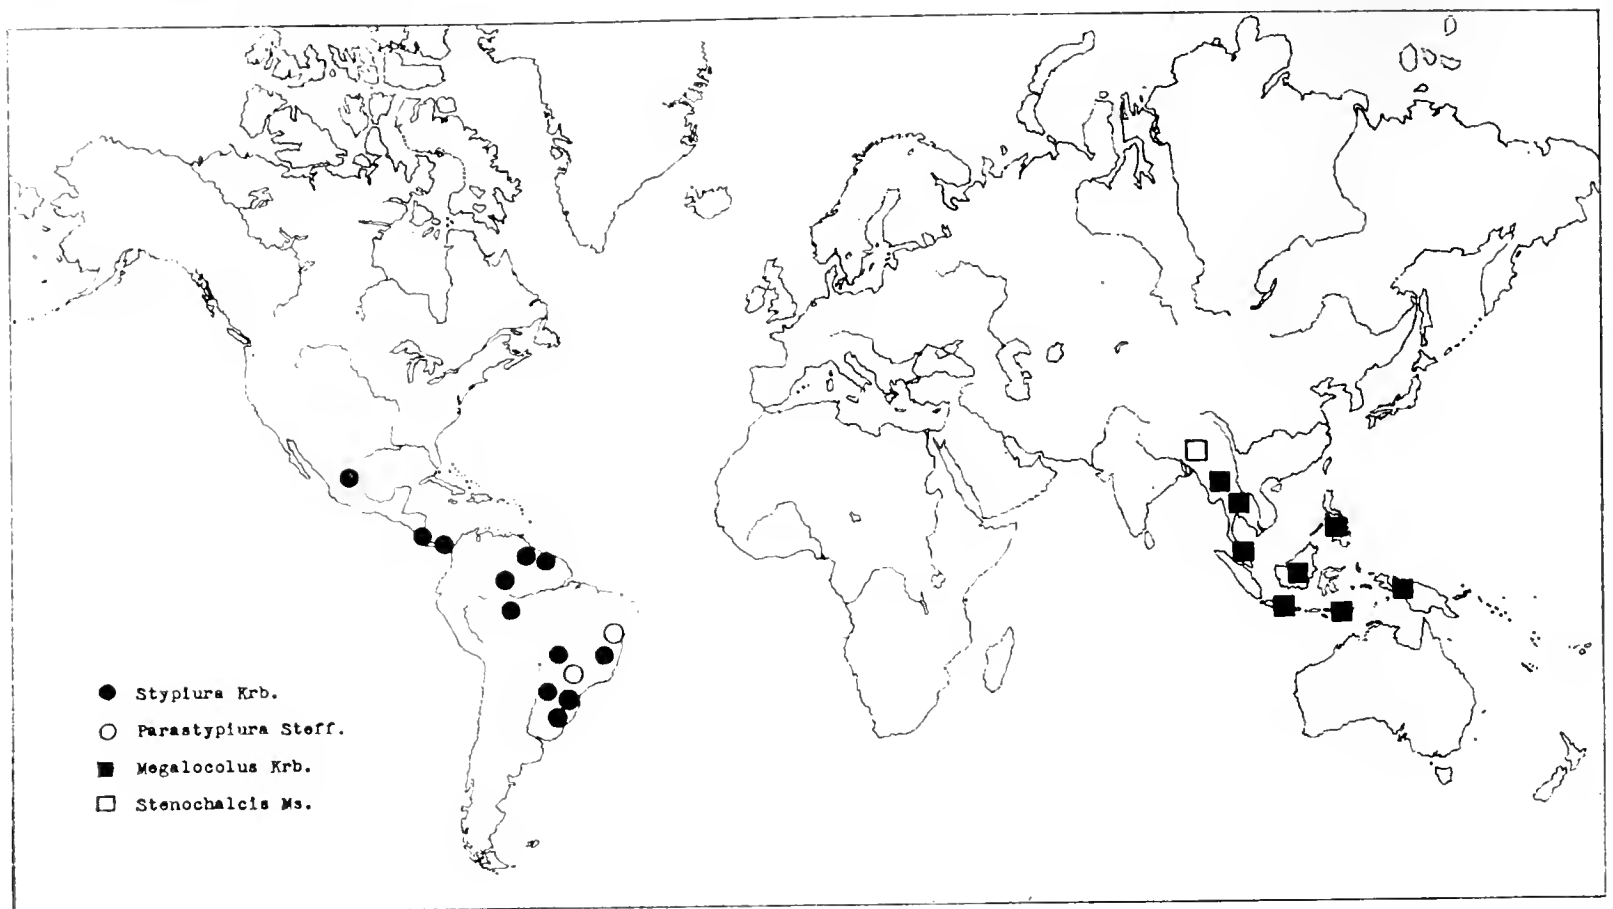 Stypiura Krb.
Parastypiura Steff.
Megalocolus Krb.
Stenochalcis Ms.